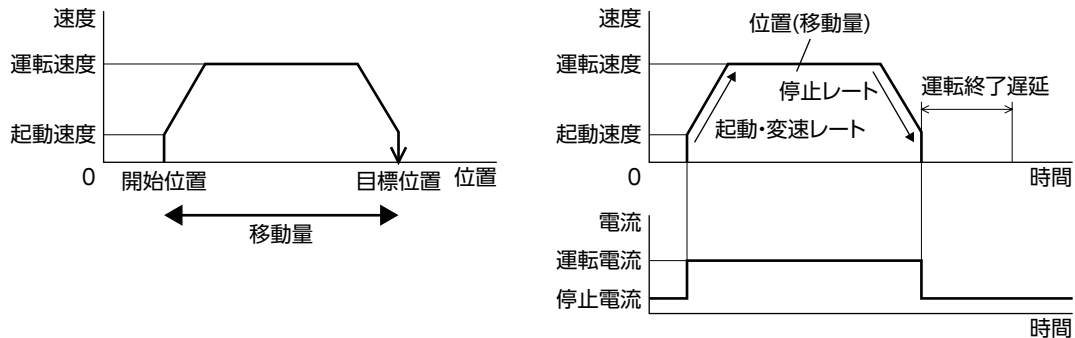 速度
運転速度
起動速度
0
開始位置
目標位置
位置
移動量
速度
位置(移動量)
運転速度
停止レート
運転終了遅延
起動速度
起動・変速レート
0
時間
電流
運転電流
停止電流
時間